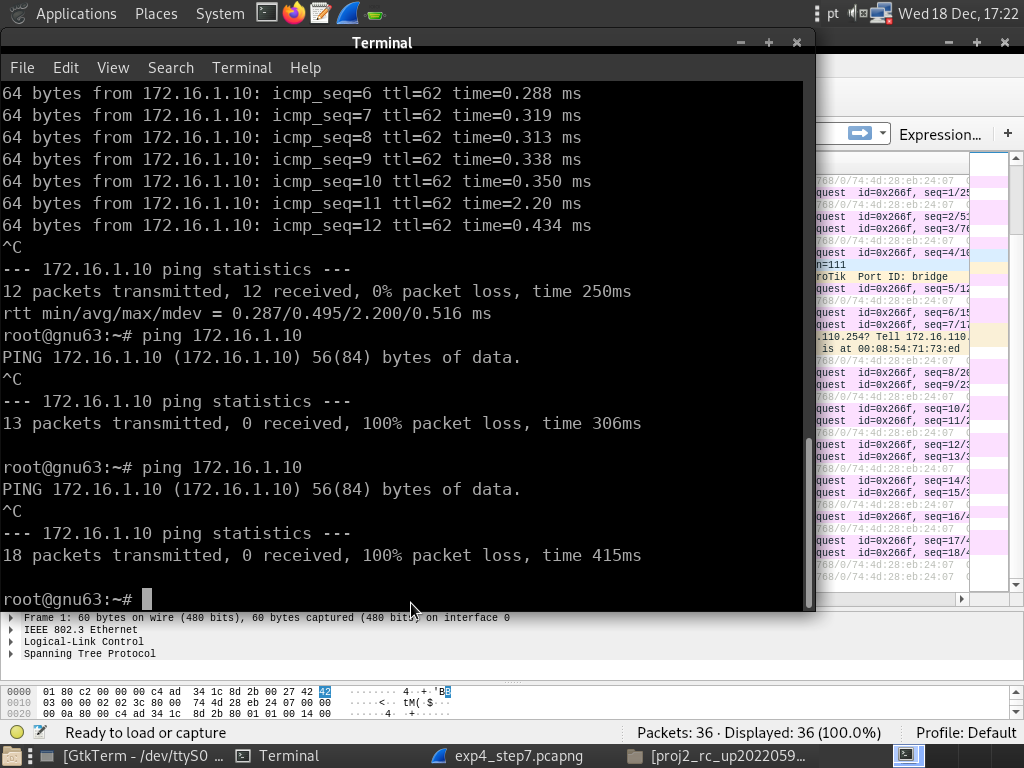 Applications Places System pt Wed 18 Dec, 17:22
Terminal
File Edit View Search Terminal Help
64 bytes from 172.16.1.10: icmp_seq=6 ttl=62 time=0.288 ms
64 bytes from 172.16.1.10: icmp_seq=7 ttl=62 time=0.319 ms
64 bytes from 172.16.1.10: icmp_seq=8 ttl=62 time=0.313 ms
64 bytes from 172.16.1.10: icmp_seq=9 ttl=62 time=0.338 ms
64 bytes from 172.16.1.10: icmp_seq=10 ttl=62 time=0.350 ms
64 bytes from 172.16.1.10: icmp_seq=11 ttl=62 time=2.20 ms
64 bytes from 172.16.1.10: icmp_seq=12 ttl=62 time=0.434 ms
^C
--- 172.16.1.10 ping statistics ---
12 packets transmitted, 12 received, 0% packet loss, time 250ms
rtt min/avg/max/mdev = 0.287/0.495/2.200/0.516 ms
root@gnu63:~# ping 172.16.1.10
PING 172.16.1.10 (172.16.1.10) 56(84) bytes of data.
^C
--- 172.16.1.10 ping statistics ---
13 packets transmitted, 0 received, 100% packet loss, time 306ms
root@gnu63:~# ping 172.16.1.10
PING 172.16.1.10 (172.16.1.10) 56(84) bytes of data.
^C
--- 172.16.1.10 ping statistics ---
18 packets transmitted, 0 received, 100% packet loss, time 415ms
root@gnu63:~#
Expression... +
768/0/74:4d:28:eb:24:07
quest id=0x266f, seq=1/25
768/0/74:4d:28:eb:24:07
quest id=0x266f, seq=2/51
quest id=0x266f, seq=3/76
768/0/74:4d:28:eb:24:07
quest id=0x266f, seq=4/10
n=111
roTik Port ID: bridge
quest id=0x266f, seq=5/12
768/0/74:4d:28:eb:24:07
quest id=0x266f, seq=6/15
quest id=0x266f, seq=7/17
.110.254? Tell 172.16.110.
is at 00:08:54:71:73:ed
768/0/74:4d:28:eb:24:07
quest id=0x266f, seq=8/20
quest id=0x266f, seq=9/23
768/0/74:4d:28:eb:24:07
quest id=0x266f, seq=10/2
quest id=0x266f, seq=11/2
768/0/74:4d:28:eb:24:07
quest id=0x266f, seq=12/3
quest id=0x266f, seq=13/3
768/0/74:4d:28:eb:24:07
quest id=0x266f, seq=14/3
quest id=0x266f, seq=15/3
768/0/74:4d:28:eb:24:07
quest id=0x266f, seq=16/4
768/0/74:4d:28:eb:24:07
quest id=0x266f, seq=17/4
quest id=0x266f, seq=18/4
768/0/74:4d:28:eb:24:07
768/0/74:4d:28:eb:24:07
Frame 1: 60 bytes on wire (480 bits), 60 bytes captured (480 bits) on interface 0
IEEE 802.3 Ethernet
Logical-Link Control
Spanning Tree Protocol
0000 01 80 c2 00 00 00 c4 ad 34 1c 8d 2b 00 27 42 42 ········ 4··+·'BB
0010 03 00 00 02 02 3c 80 00 74 4d 28 eb 24 07 00 00 ·····<·· tM(·$···
0020 00 0a 80 00 c4 ad 34 1c 8d 2b 80 01 01 00 14 00 ······4· ·+······
Ready to load or capture Packets: 36 · Displayed: 36 (100.0%) Profile: Default
[GtkTerm - /dev/ttyS0 ... Terminal exp4_step7.pcapng [proj2_rc_up2022059...